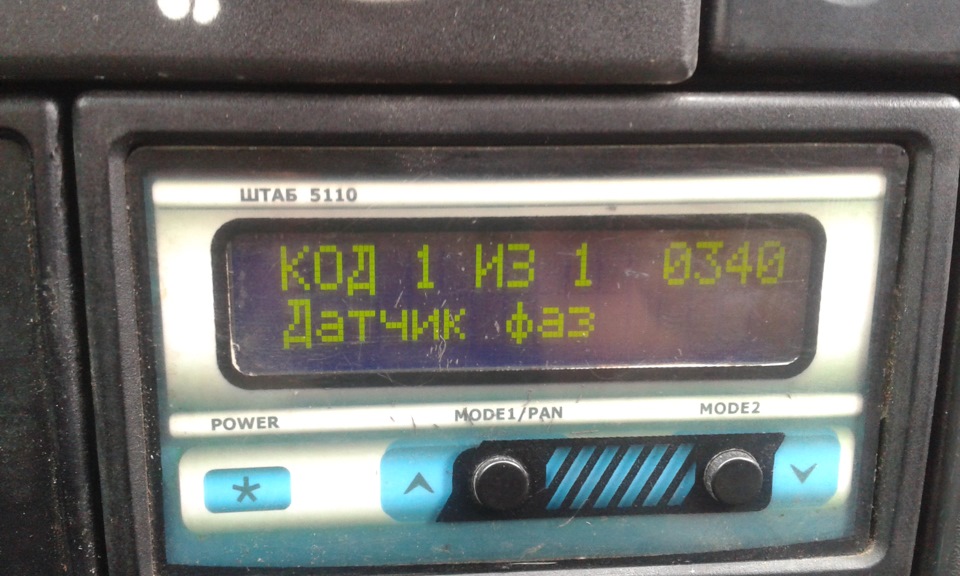 ШТАБ 5110
КОД 1 ИЗ 1 0340
Датчик фаз
POWER
MODE1/PAN
MODE2